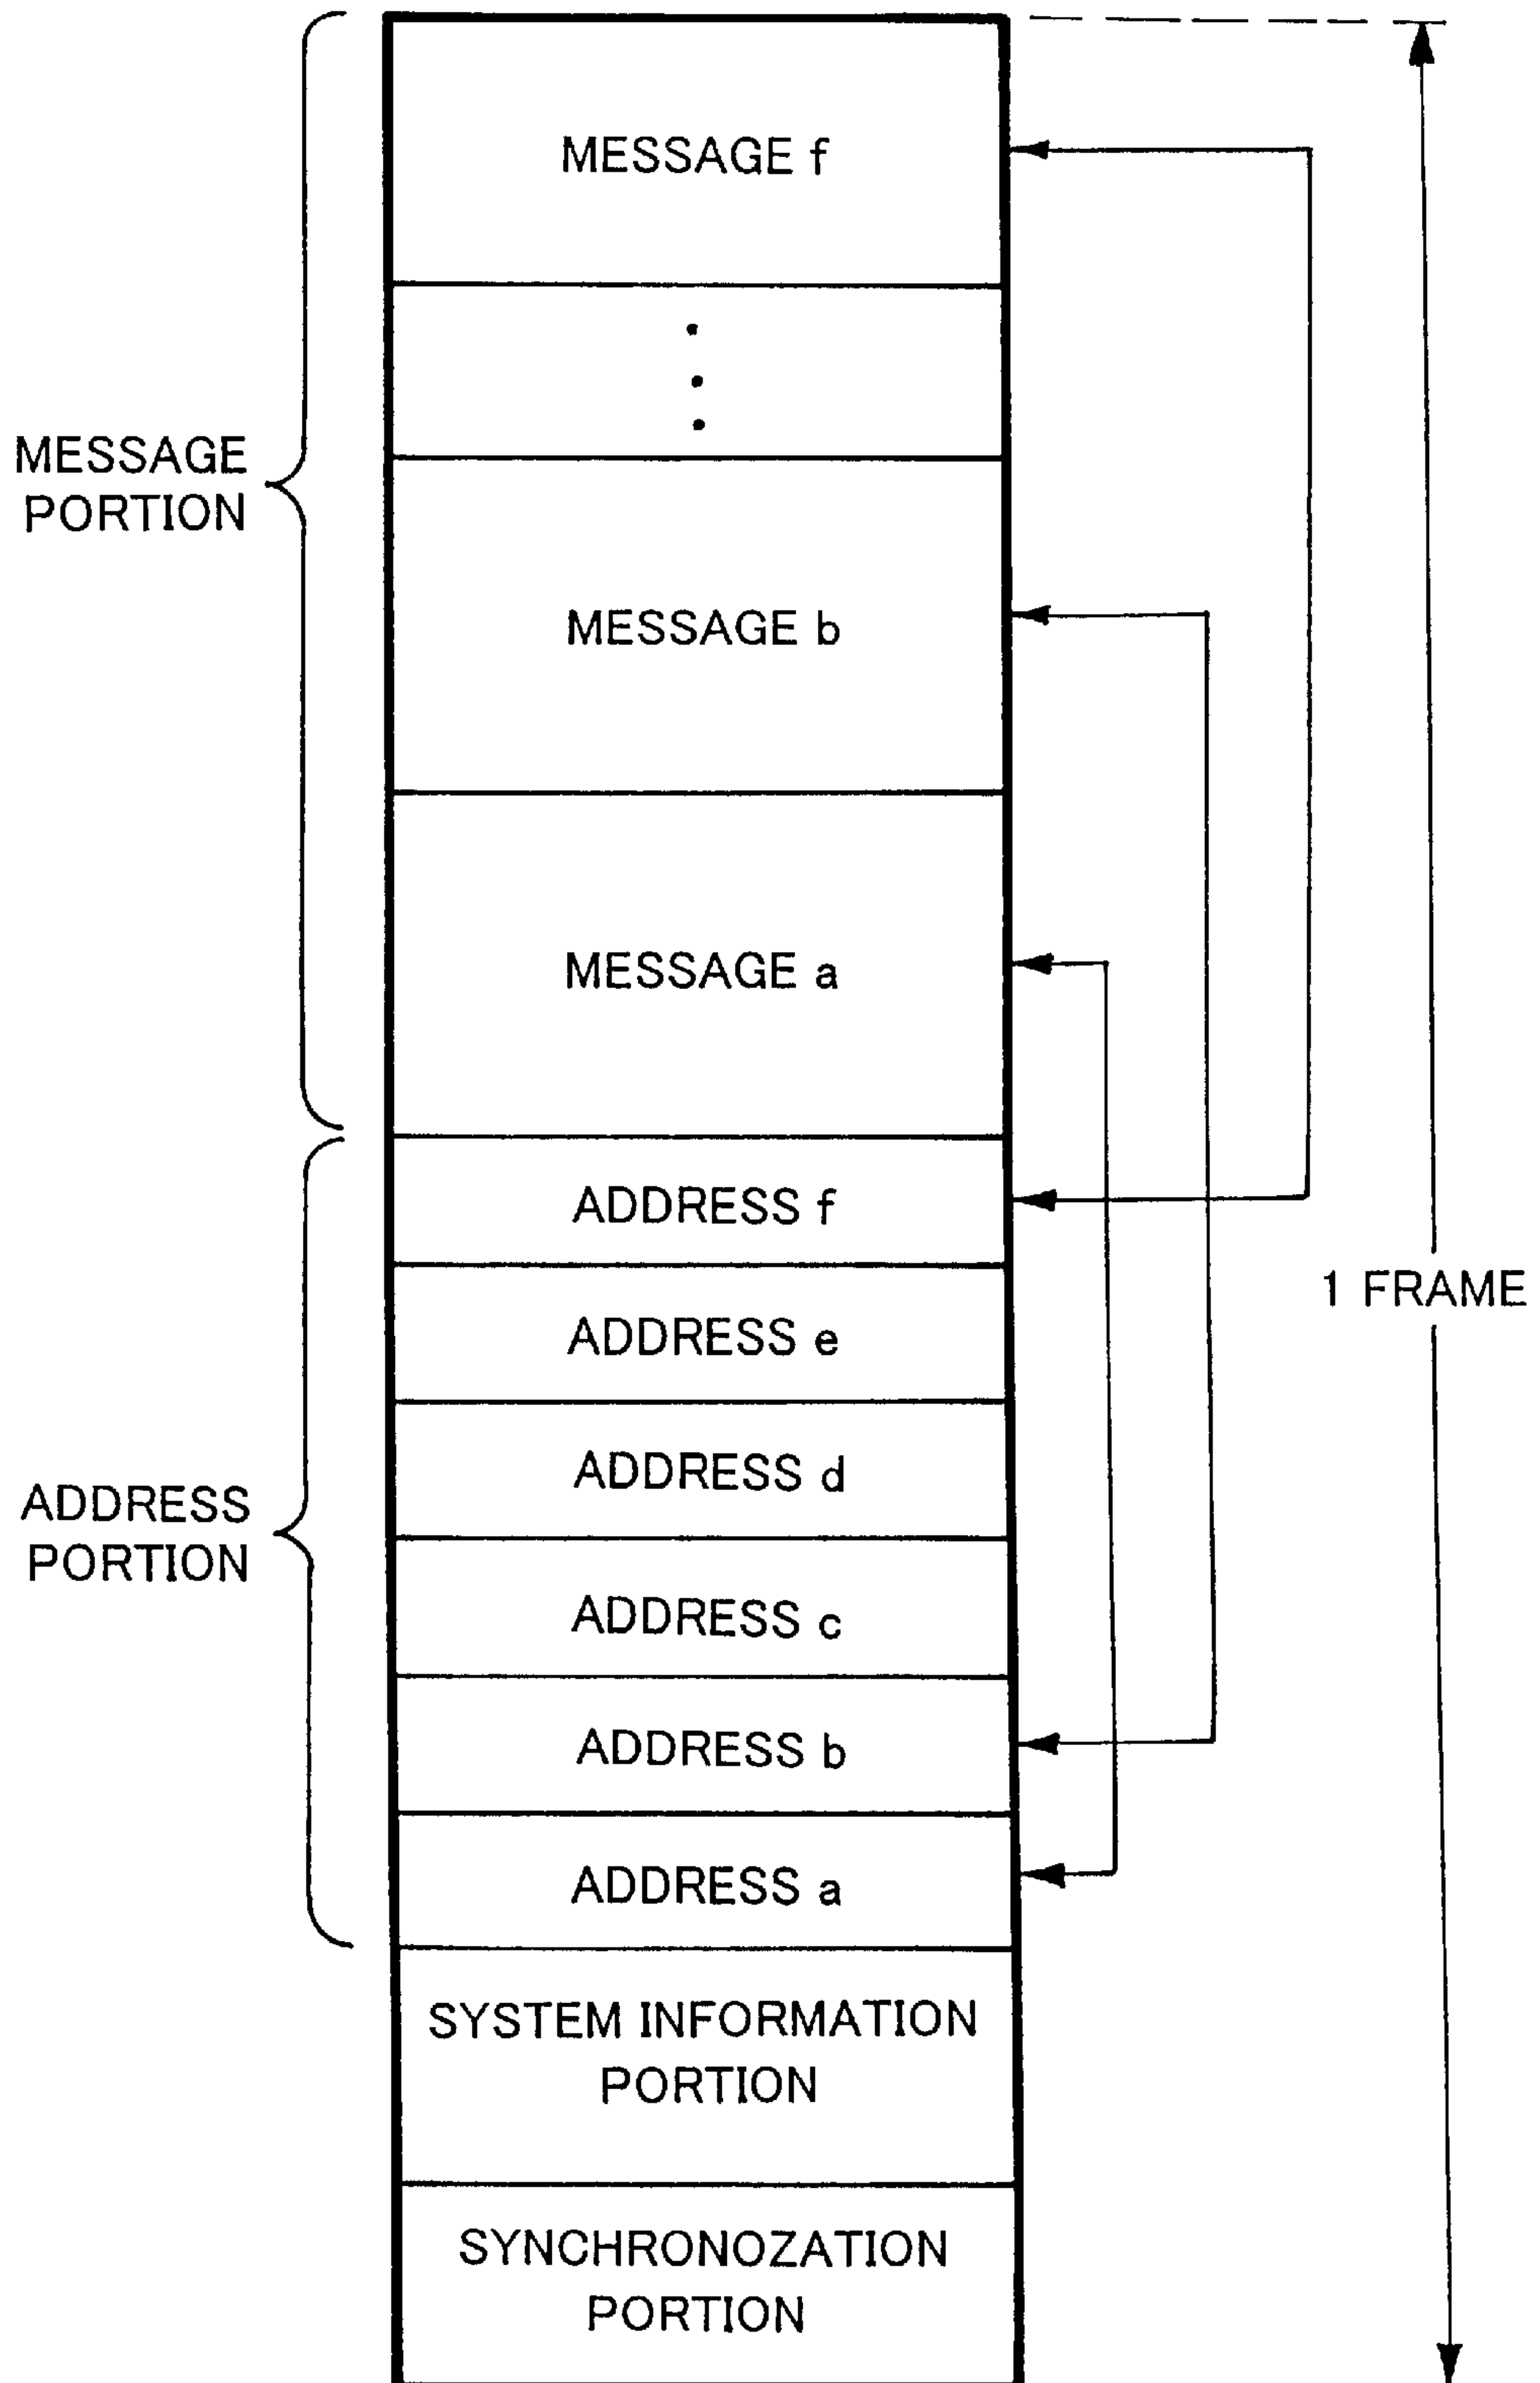 MESSAGE f
MESSAGE
PORTION
MESSAGE b
MESSAGE a
ADDRESS f
1 FRAME
ADDRESS e
ADDRESS d
ADDRESS
PORTION
ADDRESS c
ADDRESS b
ADDRESS a
SYSTEM INFORMATION
PORTION
SYNCHRONOZATION
PORTION